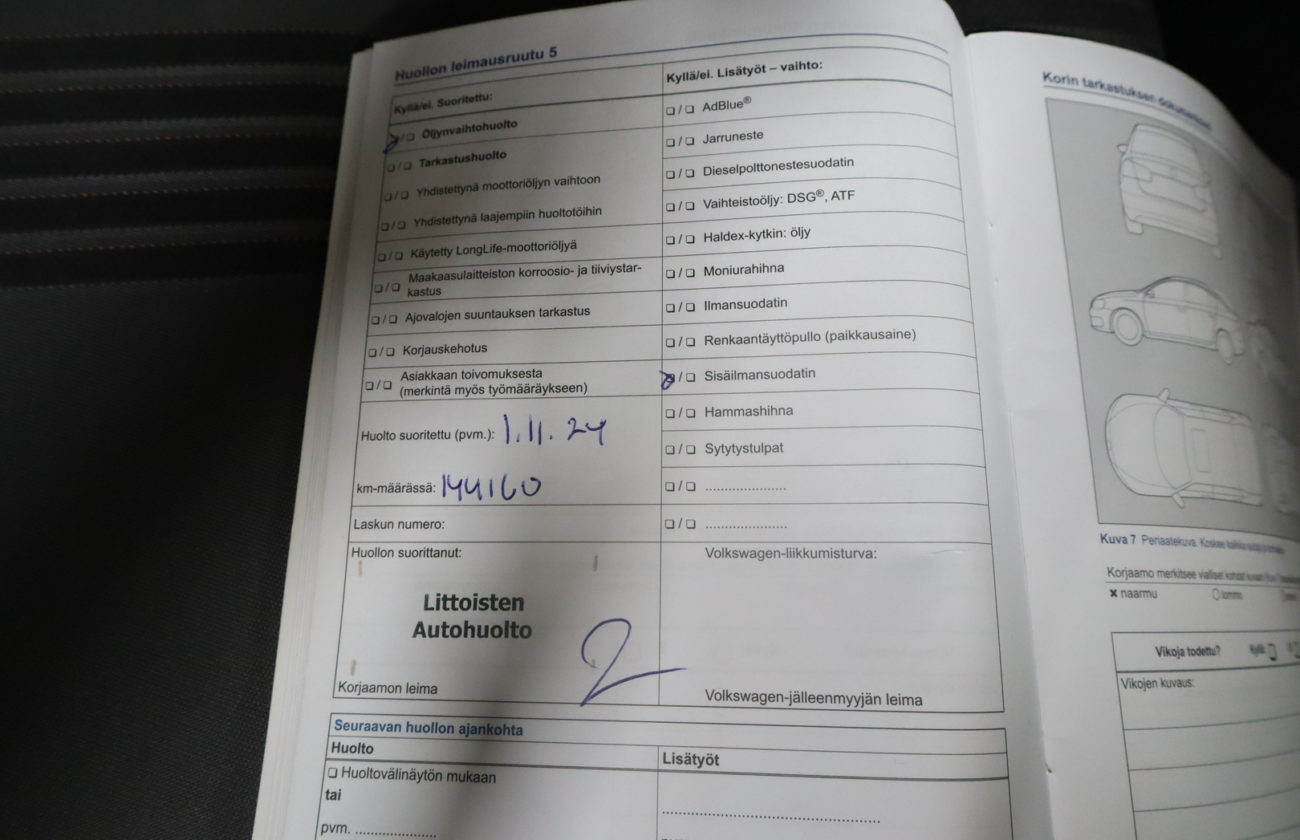 Huollon leimausruutu 5
Kyllä/ei. Suoritettu:
❏/❏ Öljynvaihtohuolto
❏/❏ Tarkastushuolto
❏/❏ Yhdistettynä moottoriöljyn vaihtoon
❏/❏ Yhdistettynä laajempiin huoltotöihin
❏/❏ Käytetty LongLife-moottoriöljyä
❏/❏ Maakaasulaitteiston korroosio- ja tiiviystar-
kastus
❏/❏ Ajovalojen suuntauksen tarkastus
❏/❏ Korjauskehotus
❏/❏ Asiakkaan toivomuksesta
(merkintä myös työmääräykseen)
Huolto suoritettu (pvm.): 1.11.24
km-määrässä: 144160
Laskun numero:
Huollon suorittanut:
Littoisten
Autohuolto
2
Korjaamon leima
Kyllä/ei. Lisätyöt – vaihto:
❏/❏ AdBlue®
❏/❏ Jarruneste
❏/❏ Dieselpolttonestesuodatin
❏/❏ Vaihteistoöljy: DSG®, ATF
❏/❏ Haldex-kytkin: öljy
❏/❏ Moniurahihna
❏/❏ Ilmansuodatin
❏/❏ Renkaantäyttöpullo (paikkausaine)
❏/❏ Sisäilmansuodatin
❏/❏ Hammashihna
❏/❏ Sytytystulpat
❏/❏ .....................
❏/❏ .....................
Volkswagen-liikkumisturva:
Volkswagen-jälleenmyyjän leima
Seuraavan huollon ajankohta
Huolto
Lisätyöt
❏ Huoltovälinäytön mukaan
tai
pvm. .....................
Korin tarkastuksen
Kuva 7 Periaatekuva. Koskee
Korjaamo merkitsee vialliset
✖ naarmu
Vikoja todettu?
Vikojen kuvaus: